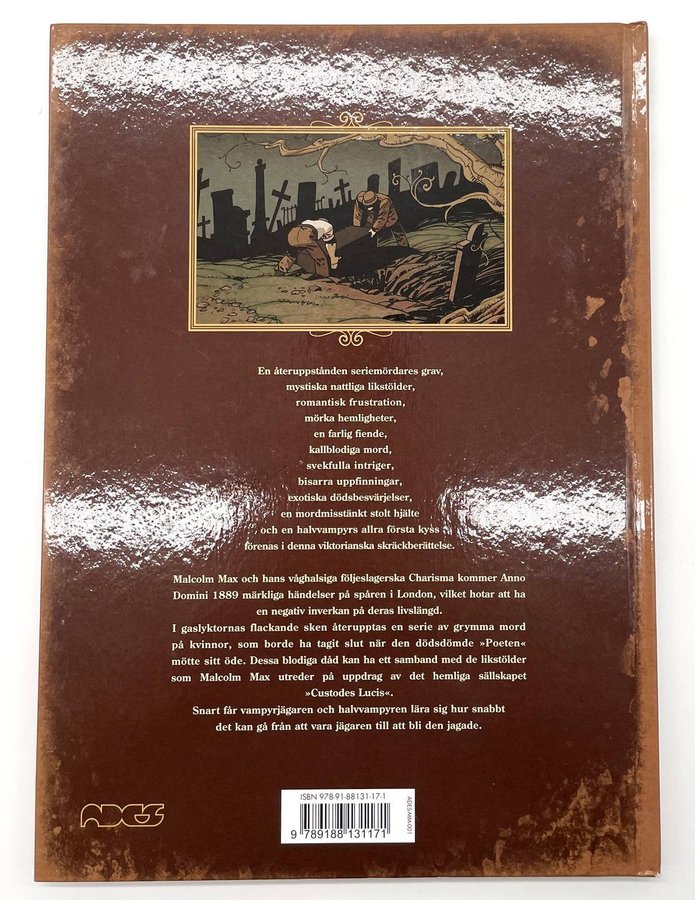 En återuppstånden seriemördares grav,
mystiska nattliga likstölder,
romantisk frustration,
mörka hemligheter,
en farlig fiende,
kallblodiga mord,
svekfulla intriger,
bisarra uppfinningar,
exotiska dödsbesvärjelser,
en mordmisstänkt stolt hjälte
och en halvvampyrs allra första kyss
förenas i denna viktorianska skräckberättelse.
Malcolm Max och hans våghalsiga följeslagerska Charisma kommer Anno
Domini 1889 märkliga händelser på spåren i London, vilket hotar att ha
en negativ inverkan på deras livslängd.
I gaslyktornas flackande sken återupptas en serie av grymma mord
på kvinnor, som borde ha tagit slut när den dödsdömde »Poeten«
mötte sitt öde. Dessa blodiga dåd kan ha ett samband med de likstölder
som Malcolm Max utreder på uppdrag av det hemliga sällskapet
»Custodes Lucis«.
Snart får vampyrjägaren och halvvampyren lära sig hur snabbt
det kan gå från att vara jägaren till att bli den jagade.
ADES
ISBN 978-91-88131-17-1
9 789188 131171
ADES-MM-001